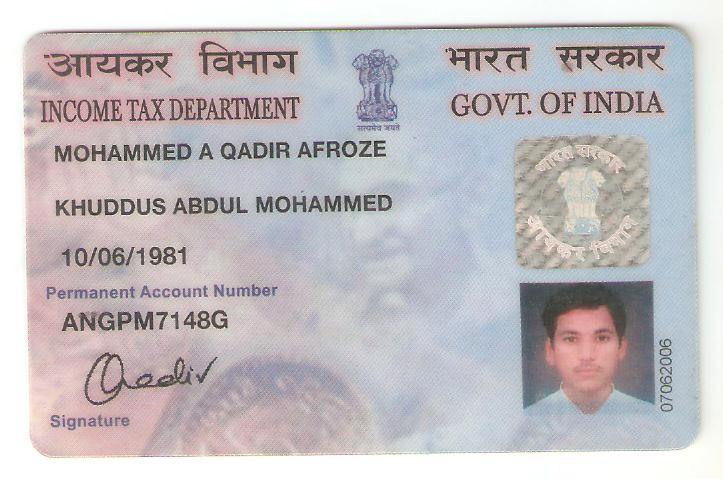 आयकर विभाग
INCOME TAX DEPARTMENT
सत्यमेव जयते
भारत सरकार
GOVT. OF INDIA
MOHAMMED A QADIR AFROZE
KHUDDUS ABDUL MOHAMMED
10/06/1981
Permanent Account Number
ANGPM7148G
Qadir
Signature
भारत सरकार
आयकर विभाग
07062006